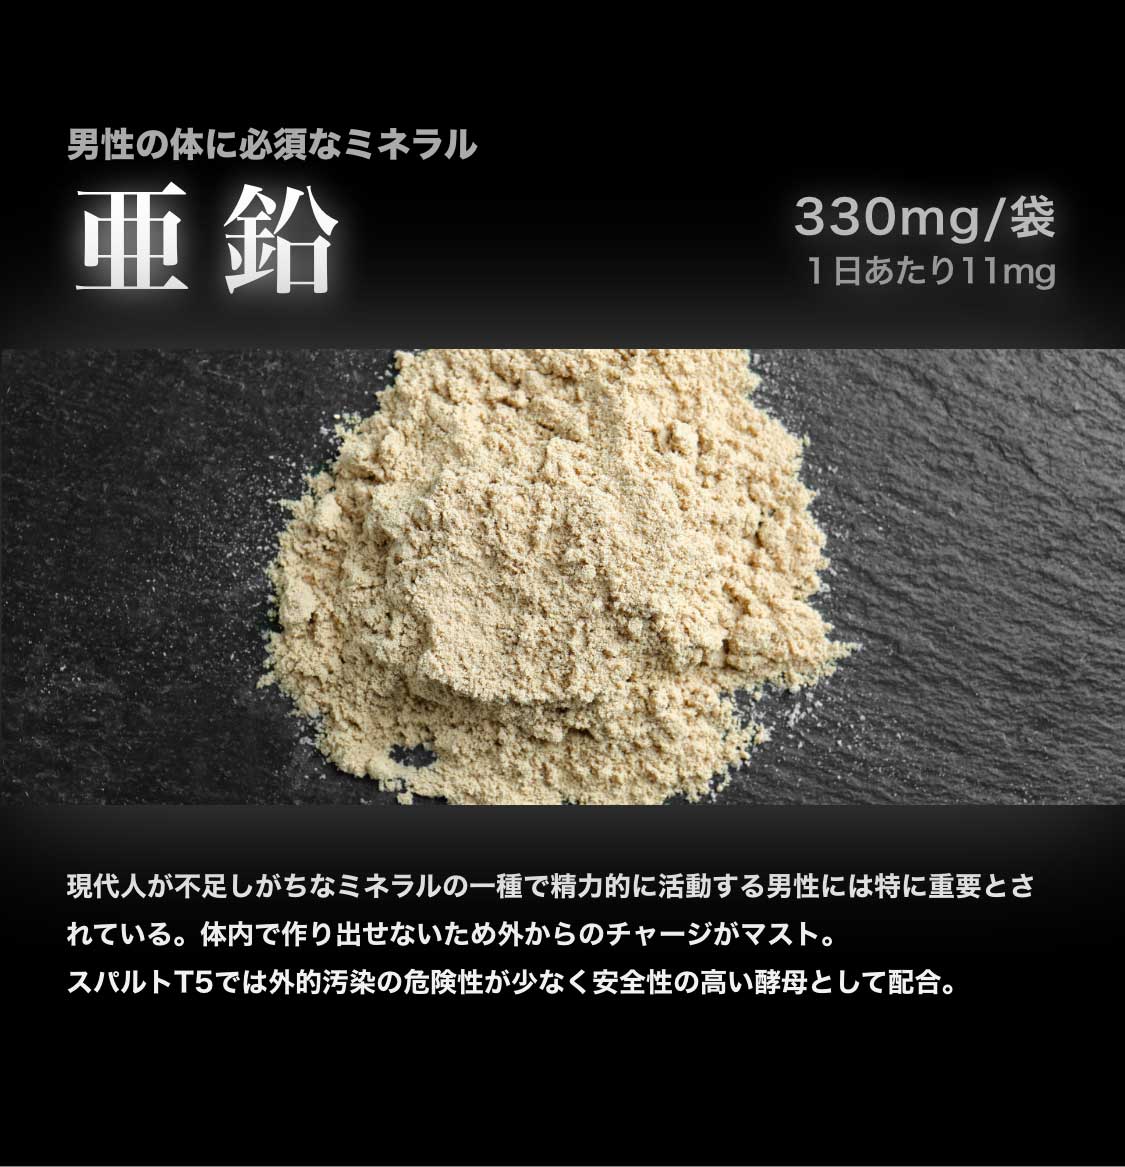 男性の体に必須なミネラル
亜鉛
330mg/袋
1日あたり11mg
現代人が不足しがちなミネラルの一種で精力的に活動する男性には特に重要とさ
れている。体内で作り出せないため外からのチャージがマスト。
スパルトT5では外的汚染の危険性が少なく安全性の高い酵母として配合。